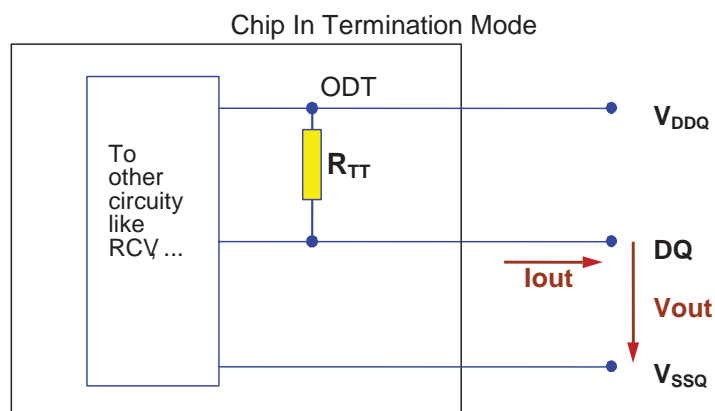 Chip In Termination Mode
ODT
VDDQ
To
other
circuity
like
RCV, ...
RTT
DQ
Iout
Vout
VSSQ